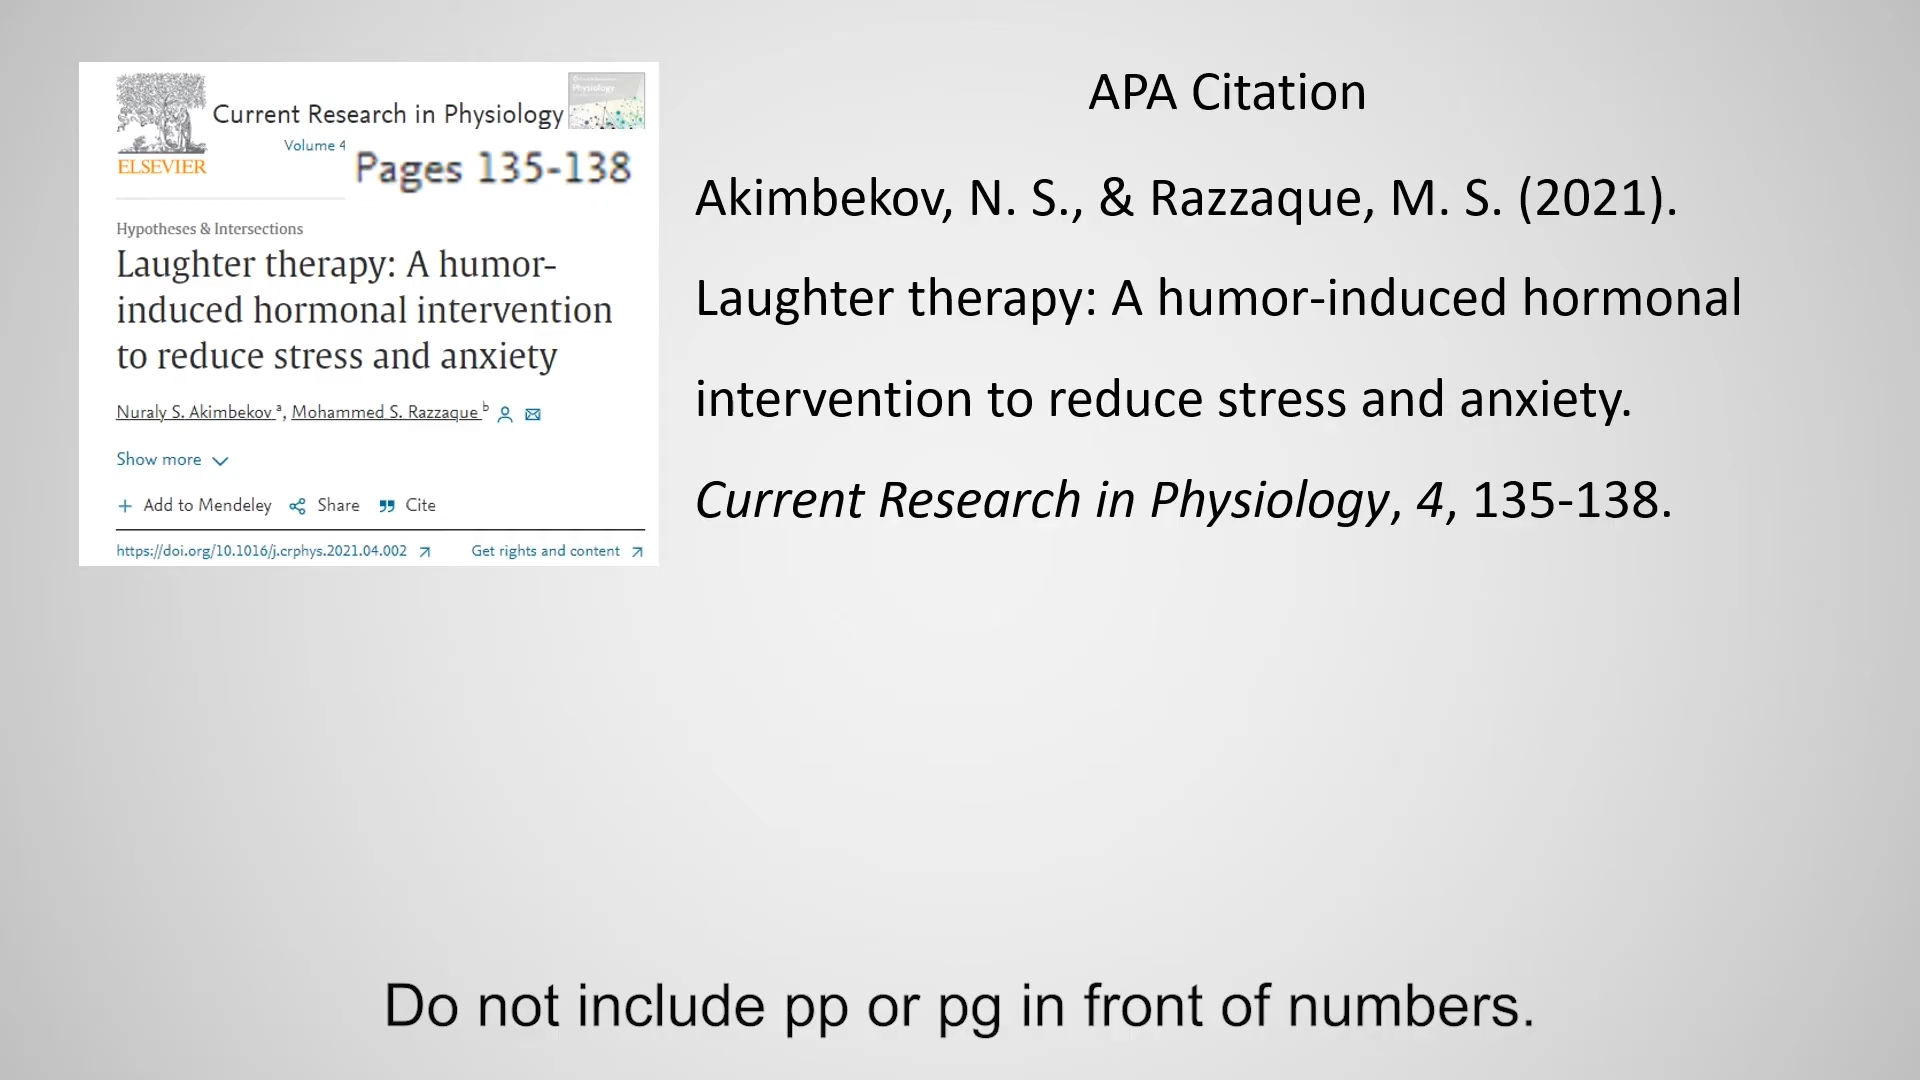 Current Research in Physiology
Physiology
ELSEVIER
Volume 4
Pages 135-138
Hypotheses & Intersections
Laughter therapy: A humor-
induced hormonal intervention
to reduce stress and anxiety
Nuraly S. Akimbekov a, Mohammed S. Razzaque b
Show more
Add to Mendeley Share Cite
https://doi.org/10.1016/j.crphys.2021.04.002 Get rights and content
APA Citation
Akimbekov, N. S., & Razzaque, M. S. (2021).
Laughter therapy: A humor-induced hormonal
intervention to reduce stress and anxiety.
Current Research in Physiology, 4, 135-138.
Do not include pp or pg in front of numbers.